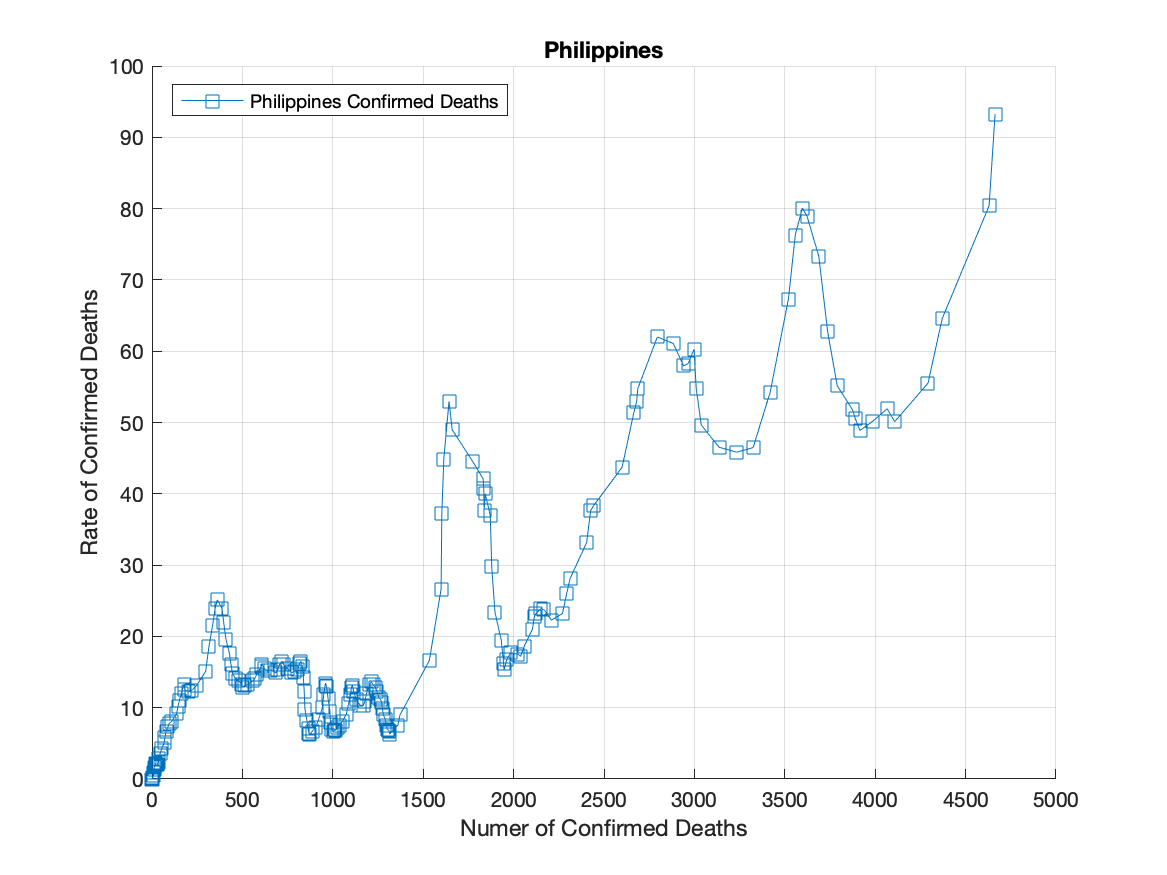 Philippines
Philippines Confirmed Deaths
100
90
80
70
60
50
40
30
20
10
0
Rate of Confirmed Deaths
0 500 1000 1500 2000 2500 3000 3500 4000 4500 5000
Numer of Confirmed Deaths